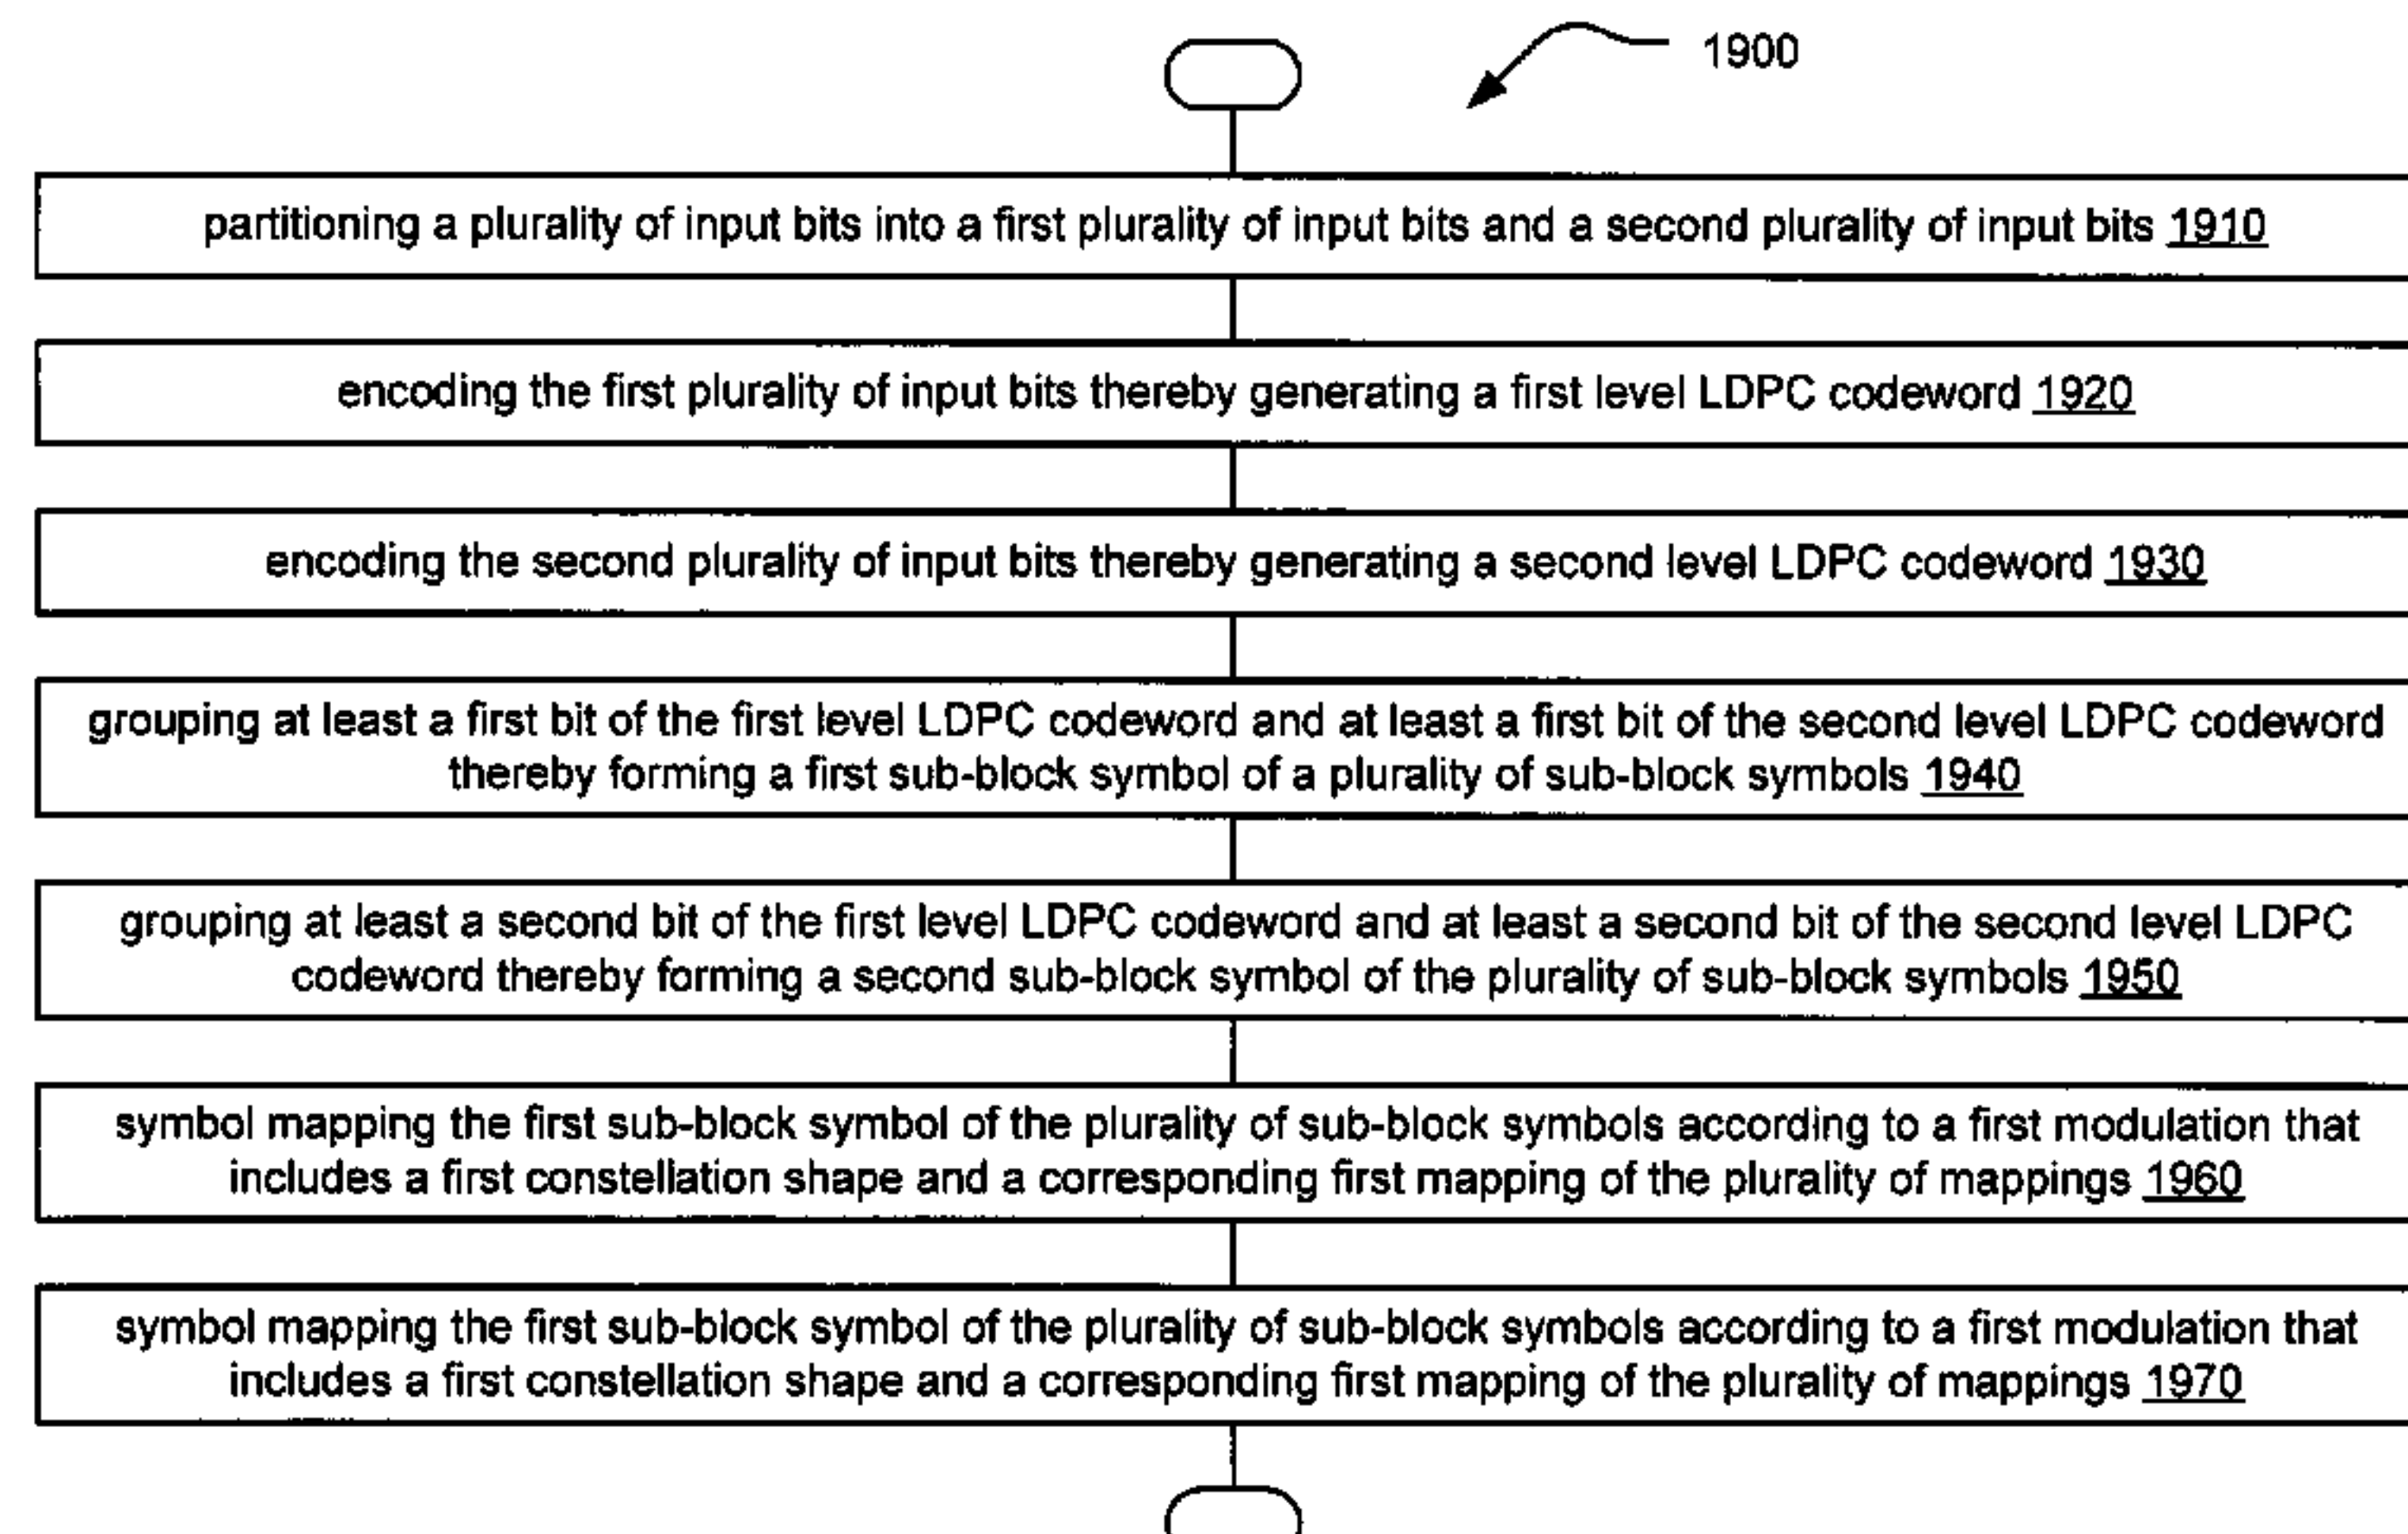 1900
partitioning a plurality of input bits into a first plurality of input bits and a second plurality of input bits 1910
encoding the first plurality of input bits thereby generating a first level LDPC codeword 1920
encoding the second plurality of input bits thereby generating a second level LDPC codeword 1930
grouping at least a first bit of the first level LDPC codeword and at least a first bit of the second level LDPC codeword
thereby forming a first sub-block symbol of a plurality of sub-block symbols 1940
grouping at least a second bit of the first level LDPC codeword and at least a second bit of the second level LDPC
codeword thereby forming a second sub-block symbol of the plurality of sub-block symbols 1950
symbol mapping the first sub-block symbol of the plurality of sub-block symbols according to a first modulation that
includes a first constellation shape and a corresponding first mapping of the plurality of mappings 1960
symbol mapping the first sub-block symbol of the plurality of sub-block symbols according to a first modulation that
includes a first constellation shape and a corresponding first mapping of the plurality of mappings 1970